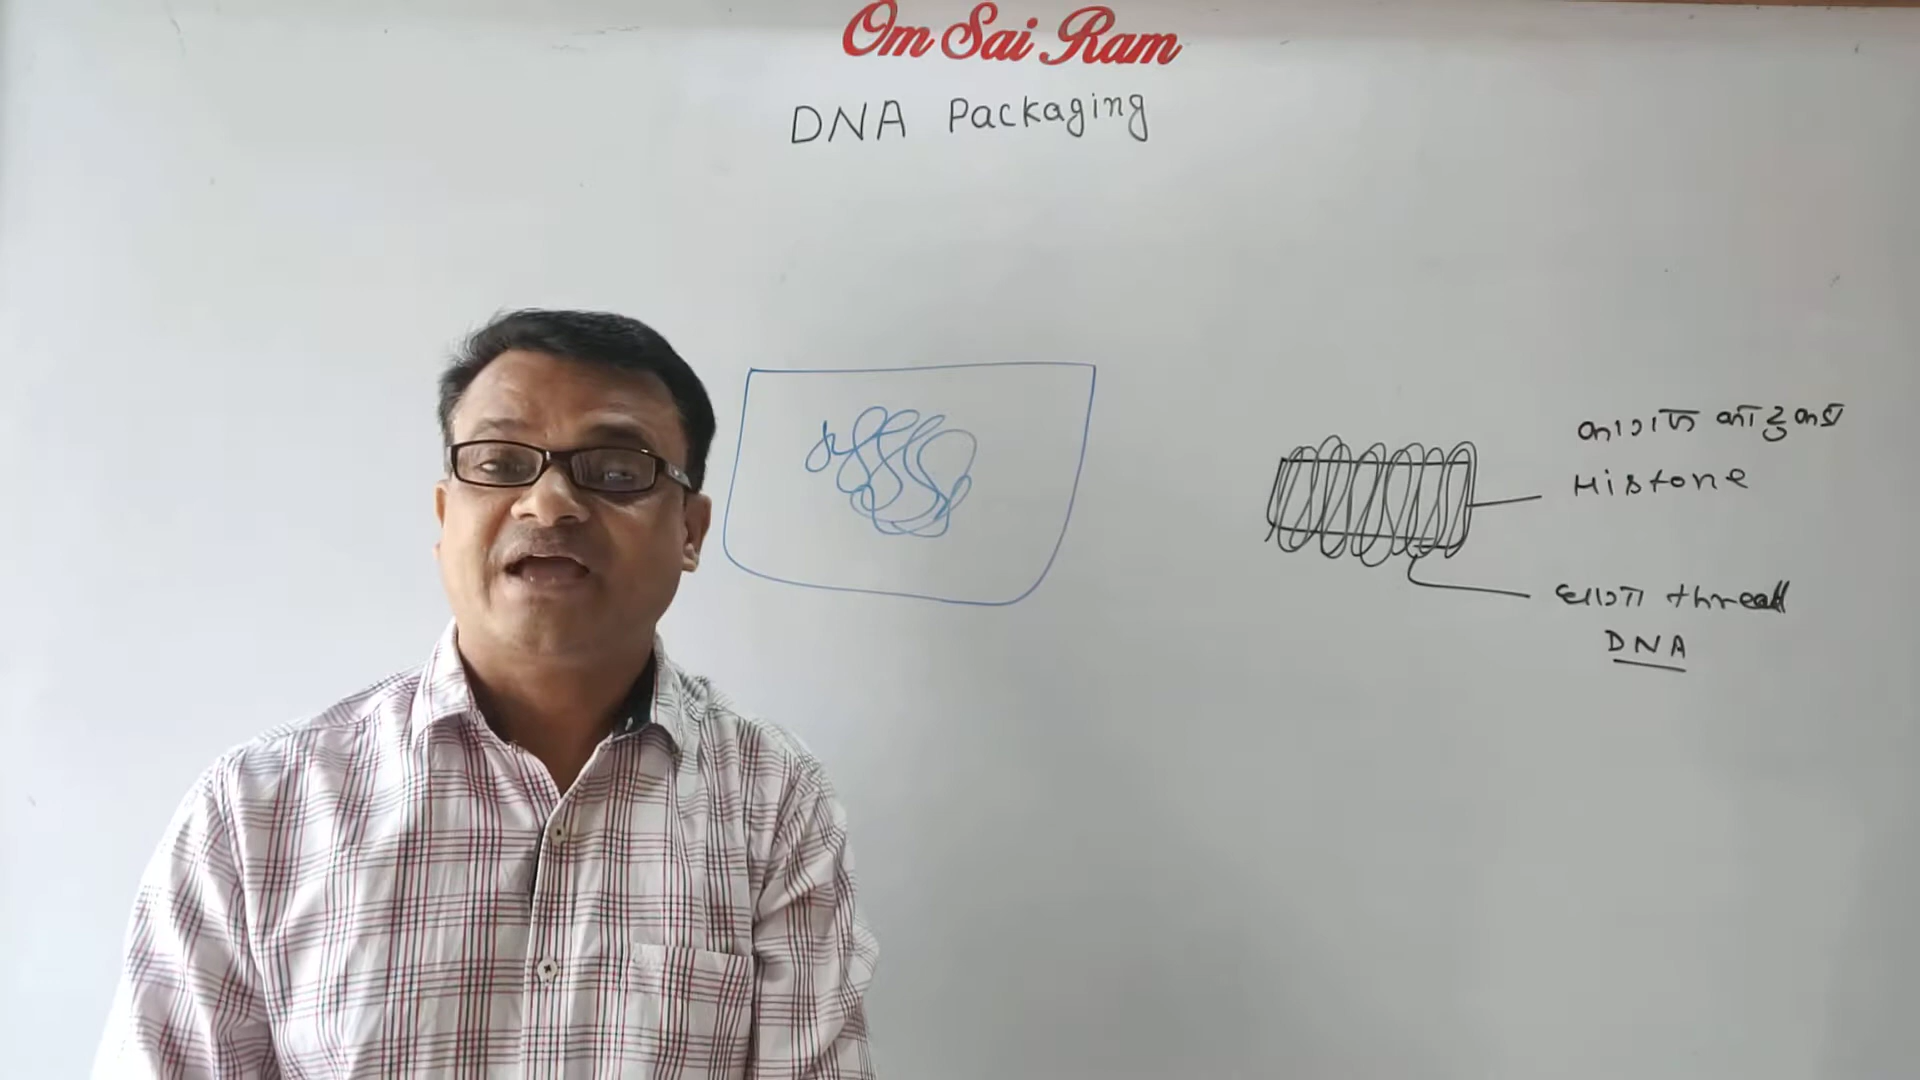 Om Sai Ram
DNA Packaging
Histone
thread
DNA